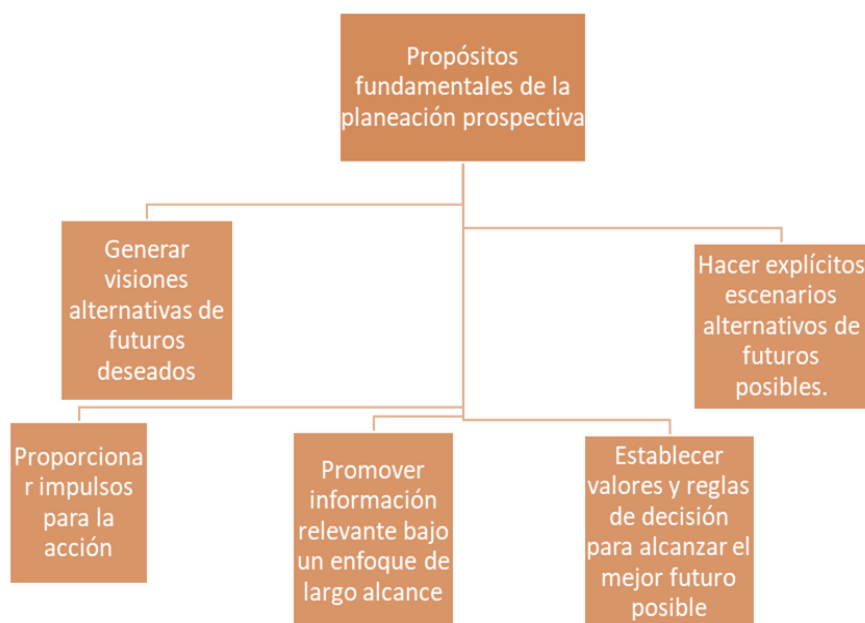 Propósitos
fundamentales de la
planeación prospectiva
Generar
visiones
alternativas de
futuros
deseados
Hacer explícitos
escenarios
alternativos de
futuros
posibles.
Proporciona
r impulsos
para la
acción
Promover
información
relevante bajo
un enfoque de
largo alcance
Establecer
valores y reglas
de decisión
para alcanzar el
mejor futuro
posible